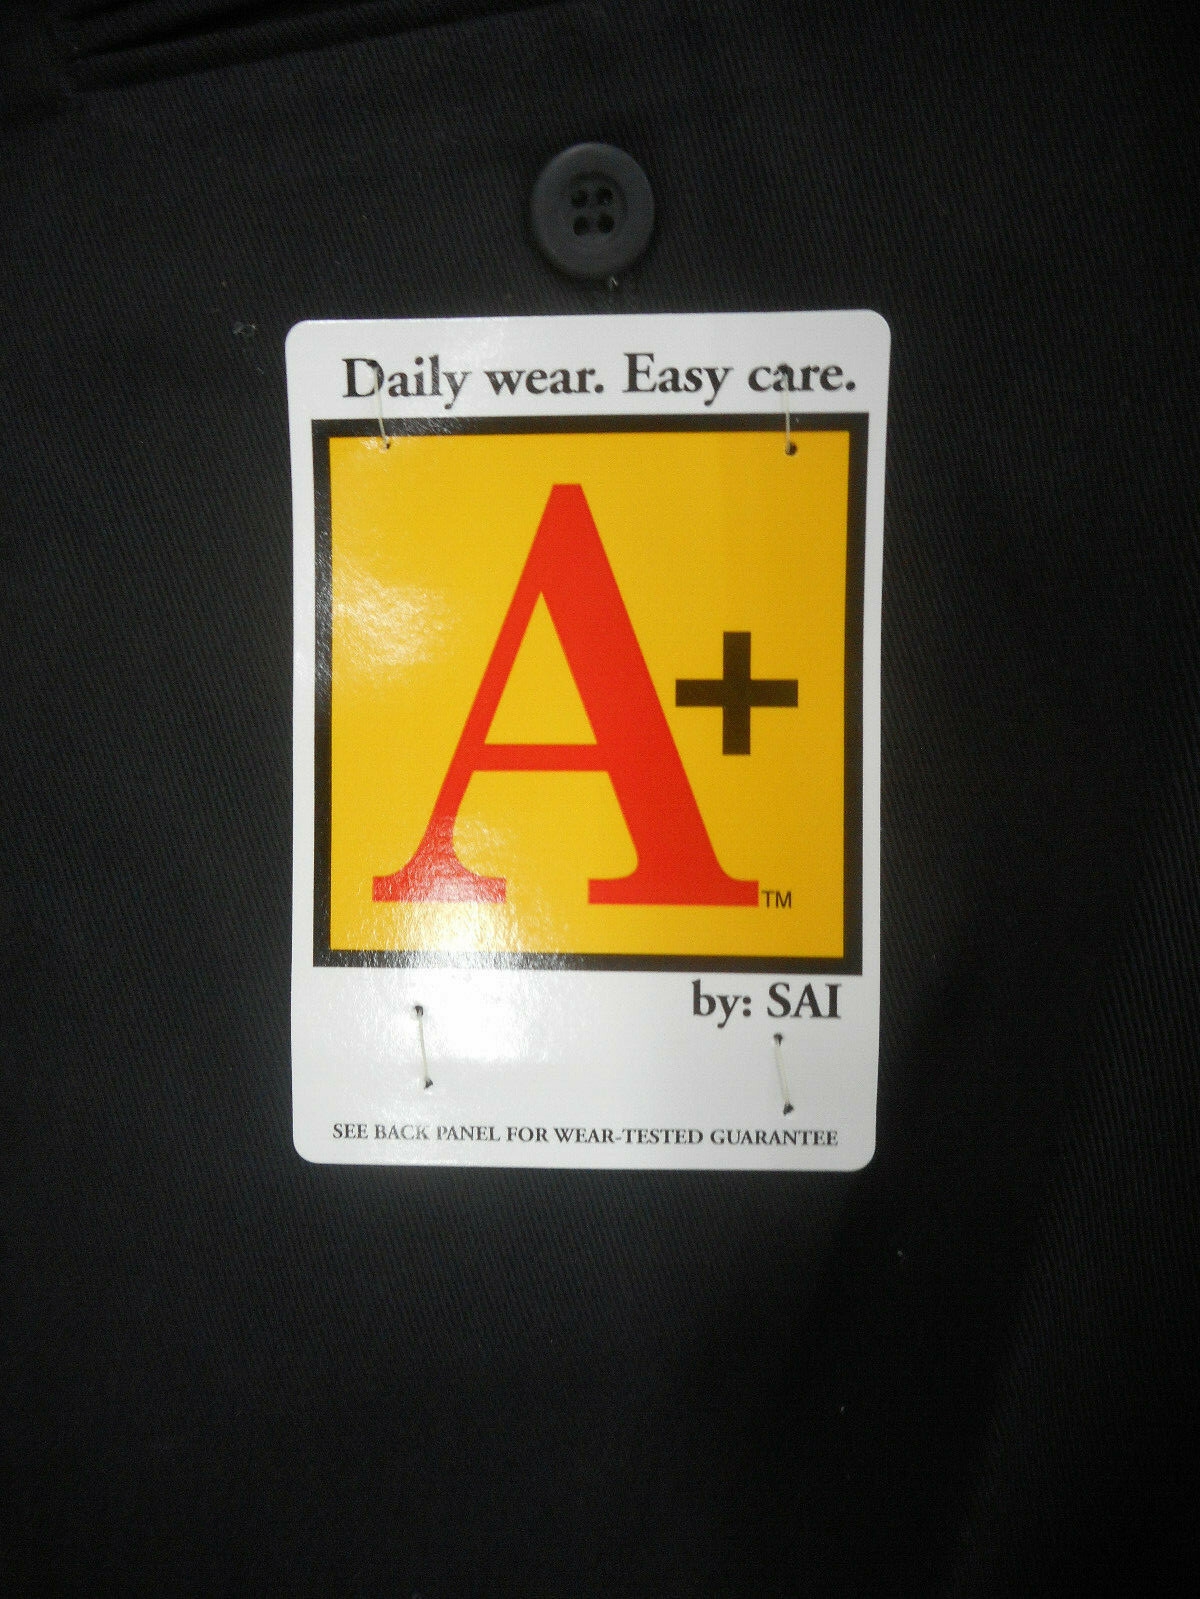 Daily wear. Easy care.
A+
TM
by: SAI
SEE BACK PANEL FOR WEAR-TESTED GUARANTEE